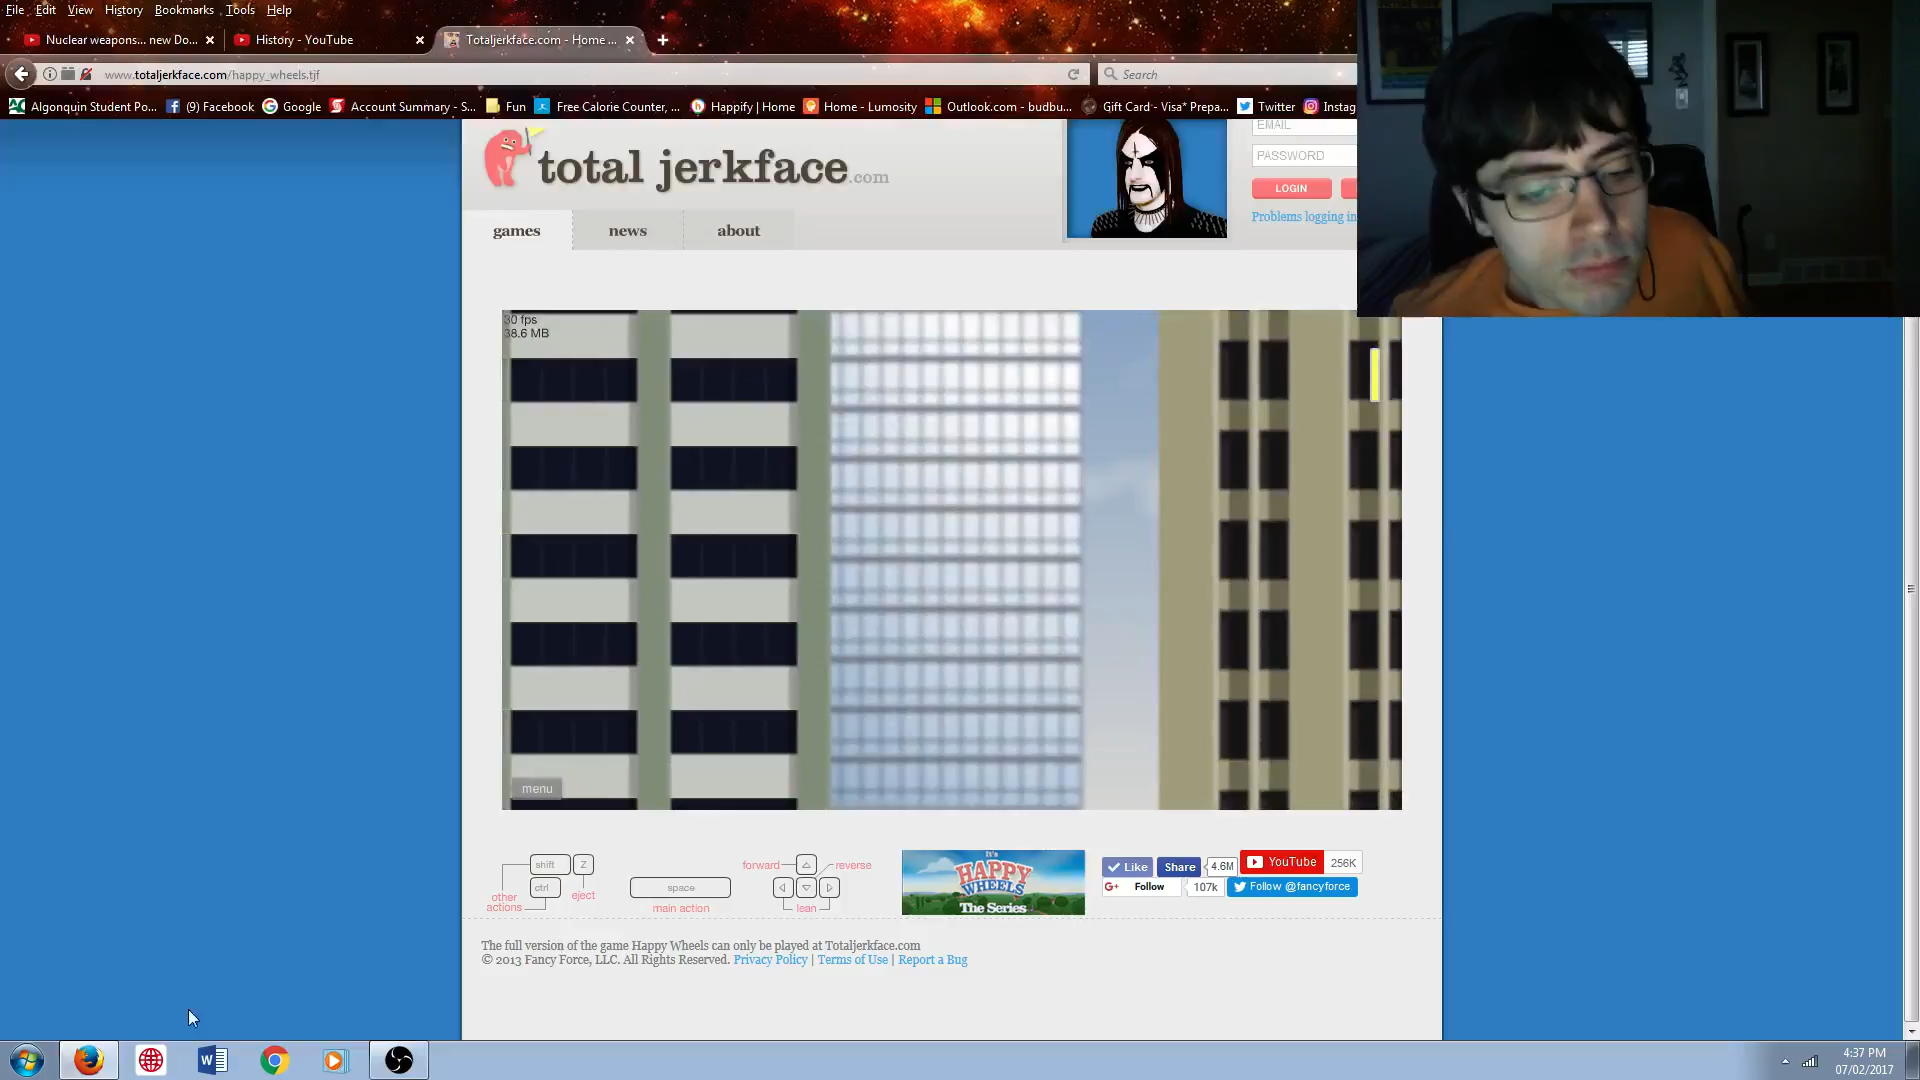 File Edit View History Bookmarks Tools Help
Nuclear weapons... new Do...
History - YouTube
Totaljerkface.com - Home ...
www.totaljerkface.com/happy_wheels.tjf
Search
Algonquin Student Po...
(9) Facebook
Google
Account Summary - S...
Fun
Free Calorie Counter, ...
Happify | Home
Home - Lumosity
Outlook.com - budbu...
Gift Card - Visa* Prepa...
Twitter
Instag
total jerkface.com
EMAIL
PASSWORD
LOGIN
Problems logging in
games
news
about
30 fps
38.6 MB
menu
shift
Z
ctrl
other actions
eject
space
main action
forward
reverse
lean
It's
HAPPY
WHEELS
The Series
Like
Share
4.6M
YouTube
256K
G+
Follow
107k
Follow @fancyforce
The full version of the game Happy Wheels can only be played at Totaljerkface.com
© 2013 Fancy Force, LLC. All Rights Reserved. Privacy Policy | Terms of Use | Report a Bug
4:37 PM
07/02/2017